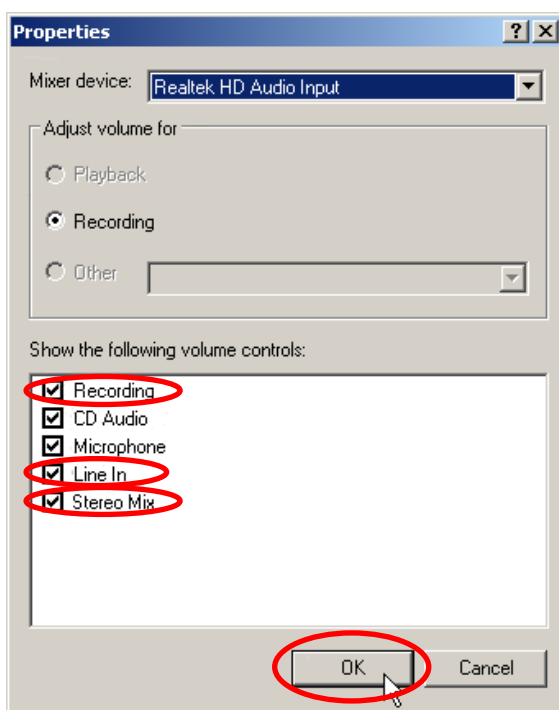 Properties
Mixer device: Realtek HD Audio Input
Adjust volume for
Playback
Recording
Other
Show the following volume controls:
Recording
CD Audio
Microphone
Line In
Stereo Mix
OK Cancel